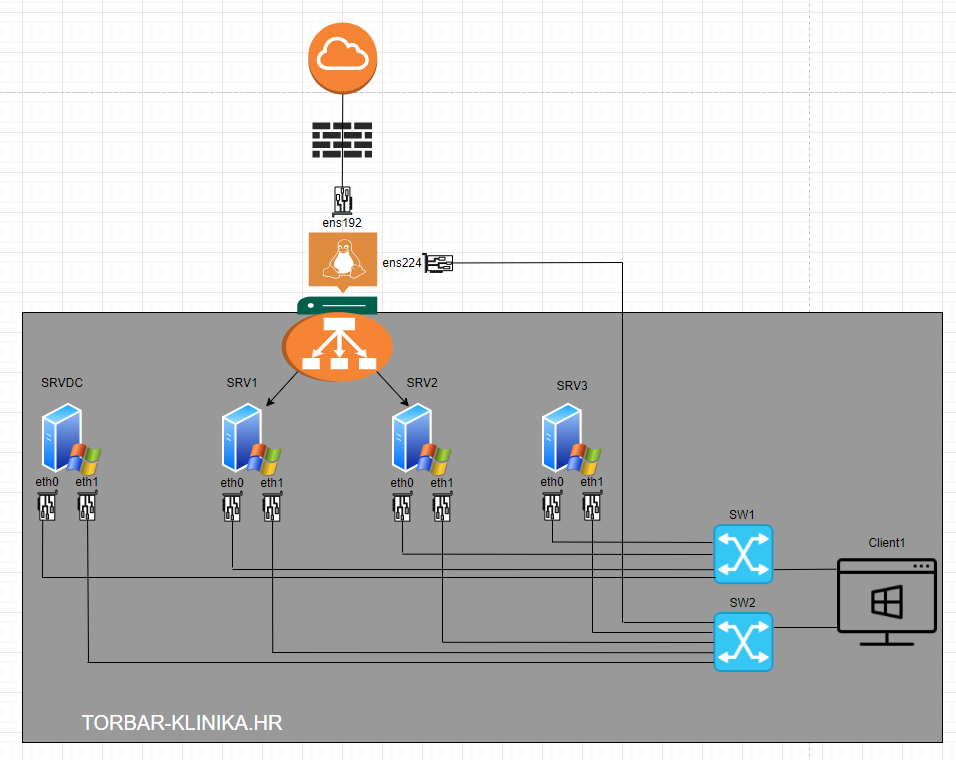 ens192
ens224
SRVDC
SRV1
SRV2
SRV3
eth0
eth1
eth0
eth1
eth0
eth1
eth0
eth1
SW1
Client1
SW2
TORBAR-KLINIKA.HR